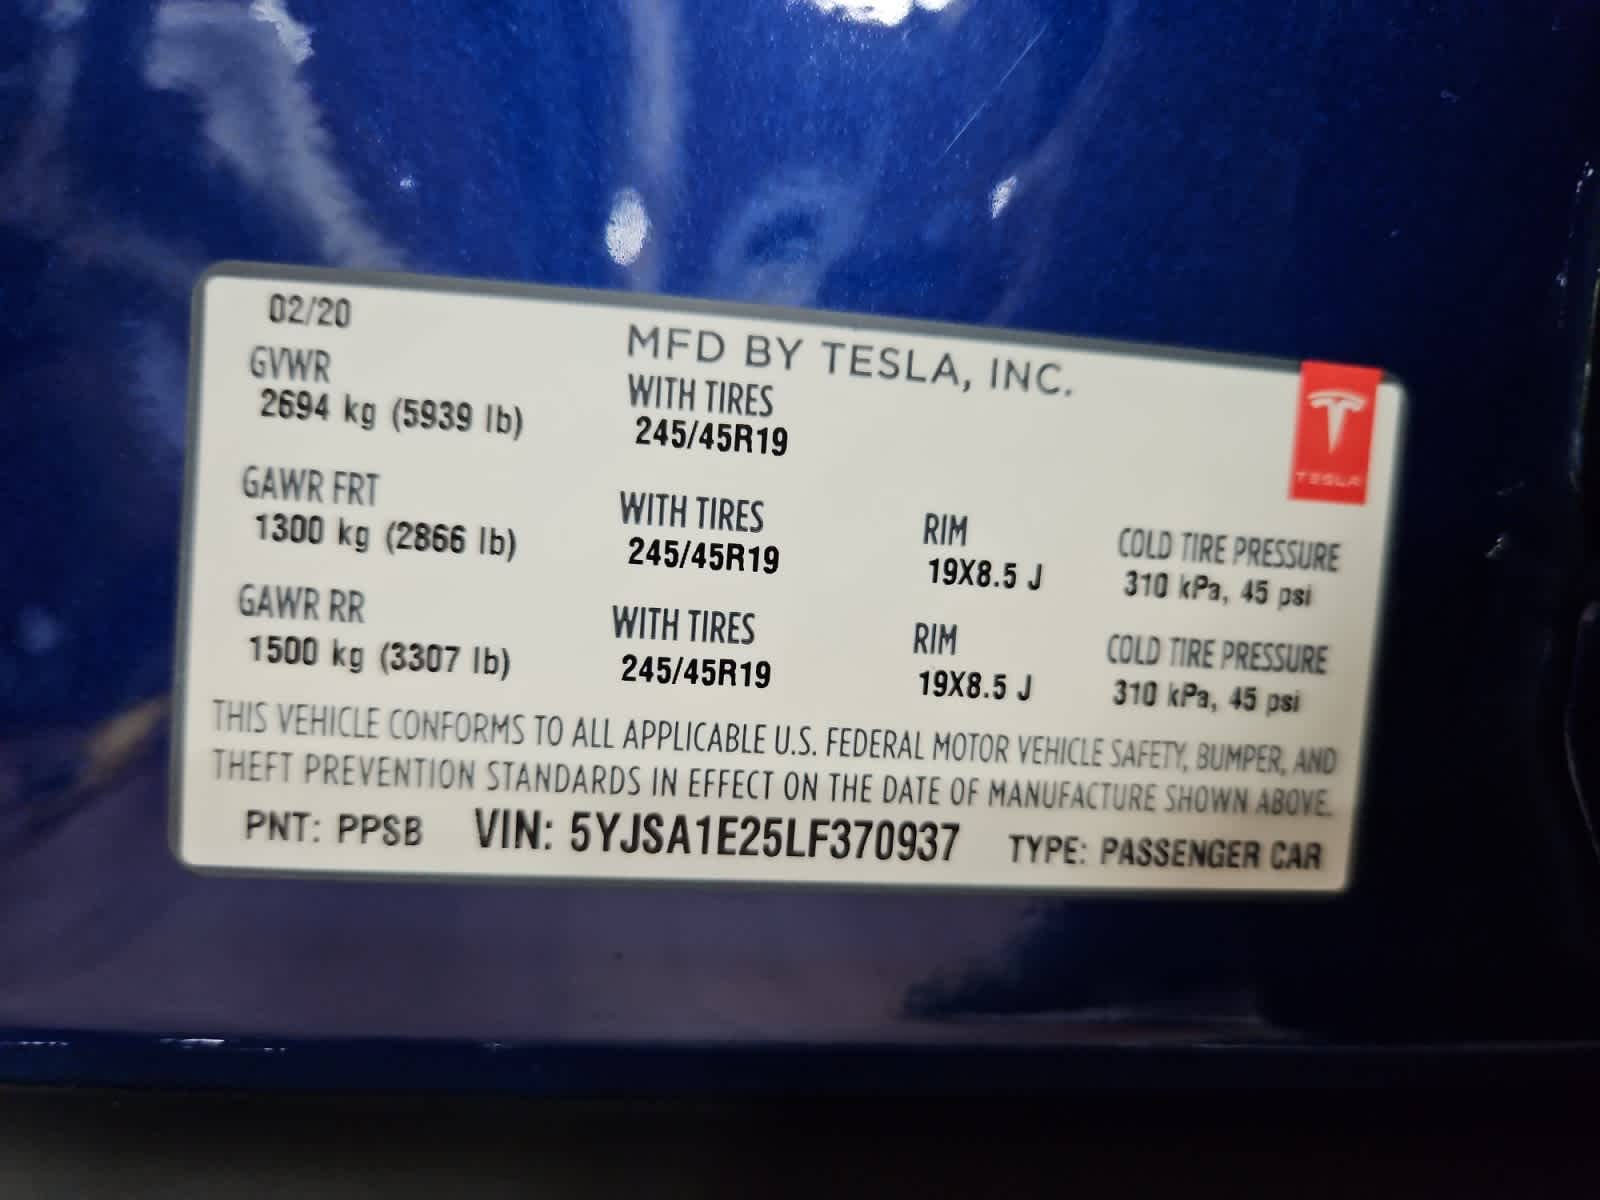 02/20
MFD BY TESLA, INC.
GVWR
2694 kg (5939 lb)
WITH TIRES
245/45R19
TESLA
GAWR FRT
1300 kg (2866 lb)
WITH TIRES
245/45R19
RIM
19X8.5 J
COLD TIRE PRESSURE
310 kPa, 45 psi
GAWR RR
1500 kg (3307 lb)
WITH TIRES
245/45R19
RIM
19X8.5 J
COLD TIRE PRESSURE
310 kPa, 45 psi
THIS VEHICLE CONFORMS TO ALL APPLICABLE U.S. FEDERAL MOTOR VEHICLE SAFETY, BUMPER, AND
THEFT PREVENTION STANDARDS IN EFFECT ON THE DATE OF MANUFACTURE SHOWN ABOVE.
PNT: PPSB VIN: 5YJSA1E25LF370937 TYPE: PASSENGER CAR